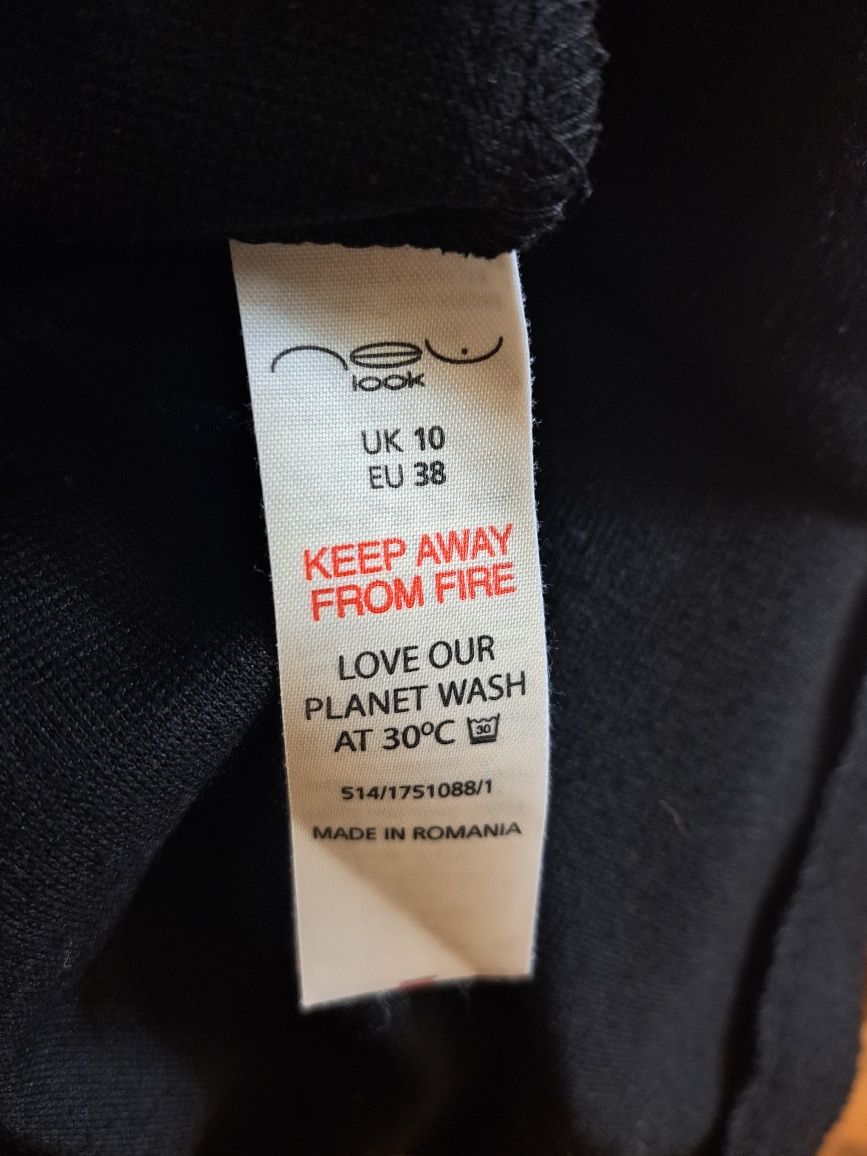 new
look
UK 10
EU 38
KEEP AWAY
FROM FIRE
LOVE OUR
PLANET WASH
AT 30ºC 30
514/1751088/1
MADE IN ROMANIA